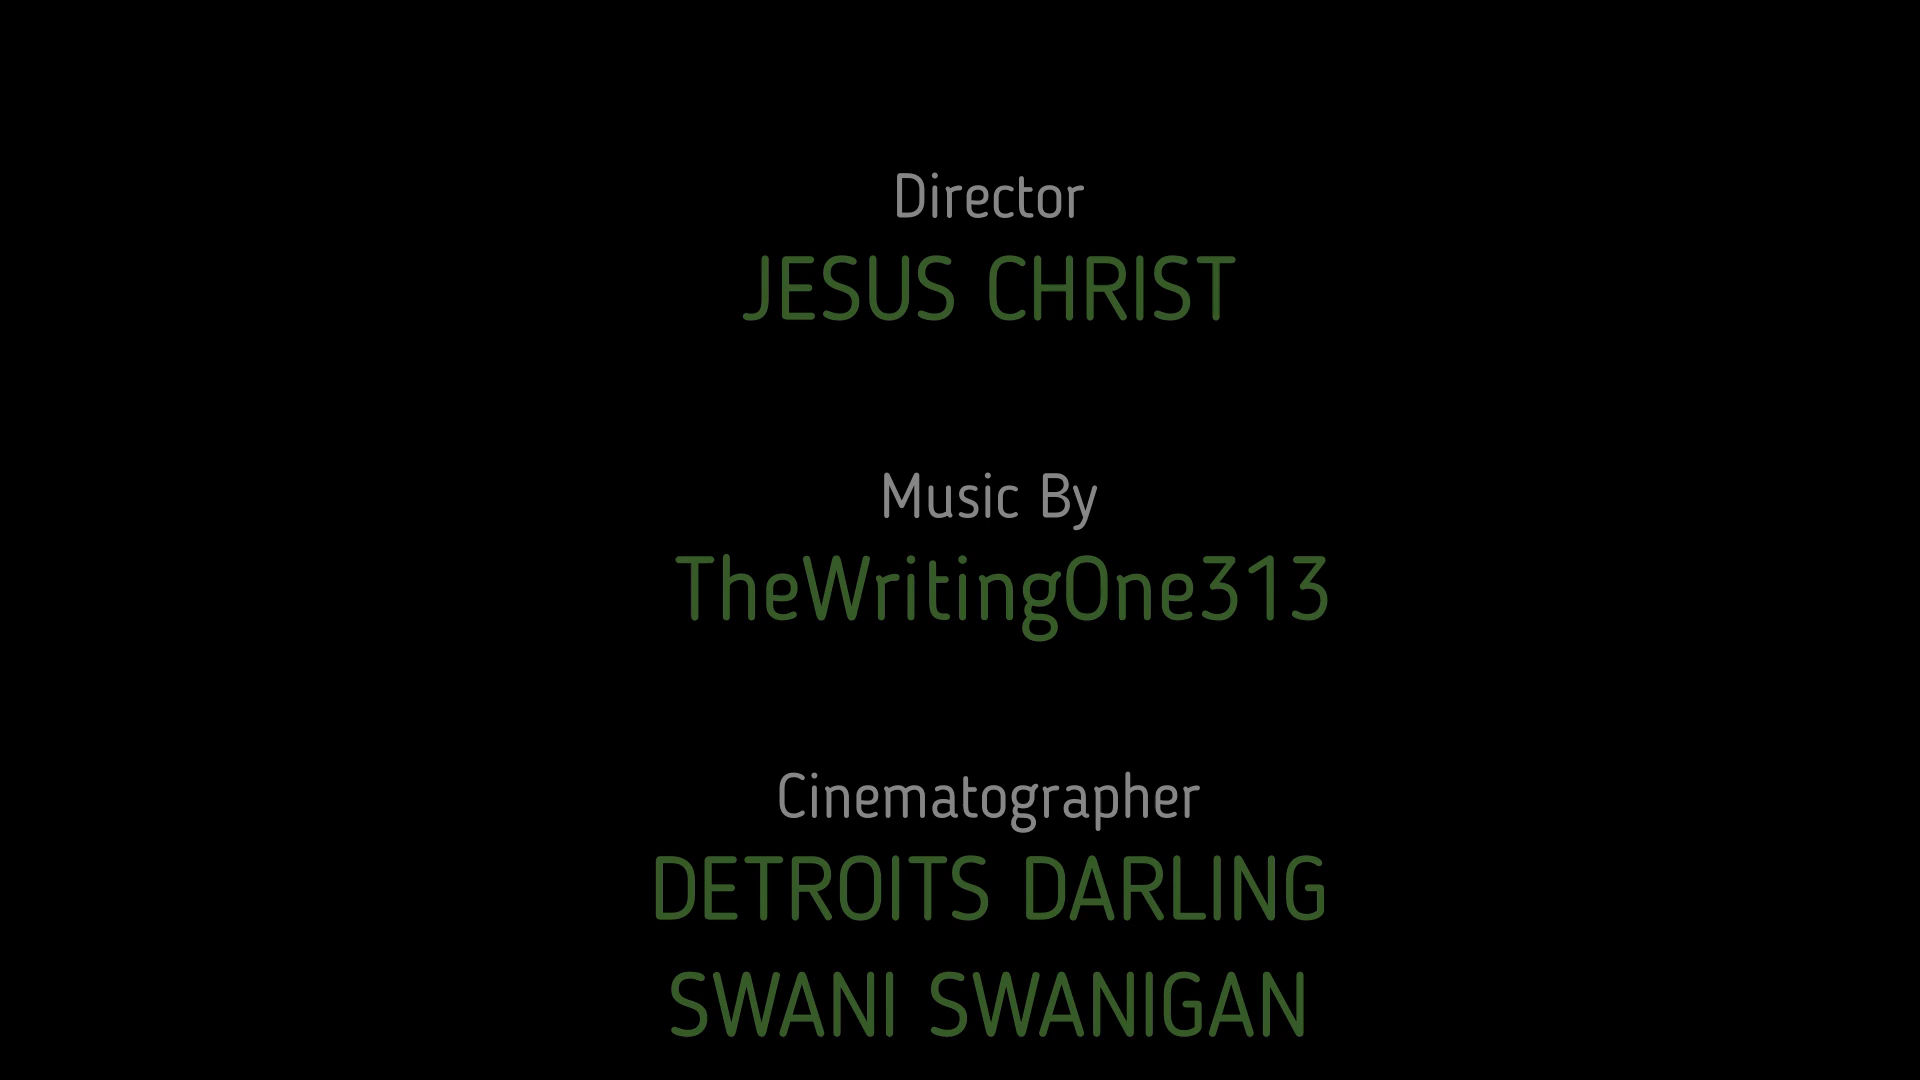 Director
JESUS CHRIST
Music By
TheWritingOne313
Cinematographer
DETROITS DARLING
SWANI SWANIGAN